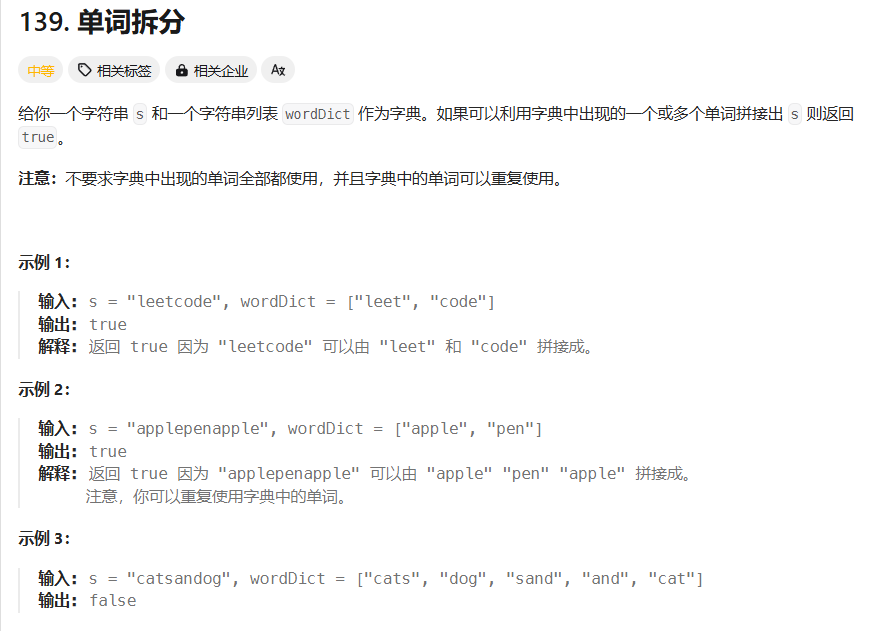 139. 单词拆分
中等 相关标签 相关企业 Aあ
给你一个字符串 s 和一个字符串列表 wordDict 作为字典。如果可以利用字典中出现的一个或多个单词拼接出 s 则返回
true。
注意：不要求字典中出现的单词全部都使用，并且字典中的单词可以重复使用。
示例 1：
输入: s = "leetcode", wordDict = ["leet", "code"]
输出: true
解释: 返回 true 因为 "leetcode" 可以由 "leet" 和 "code" 拼接成。
示例 2：
输入: s = "applepenapple", wordDict = ["apple", "pen"]
输出: true
解释: 返回 true 因为 "applepenapple" 可以由 "apple" "pen" "apple" 拼接成。
注意，你可以重复使用字典中的单词。
示例 3：
输入: s = "catsandog", wordDict = ["cats", "dog", "sand", "and", "cat"]
输出: false